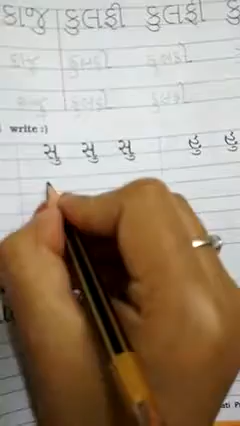 કાજુ કુલફી કુલફી કુ
કાજુ કુલફી કુલફી
કાજુ કુલફી કુલફી
write :)
સુ સુ સુ હું હું